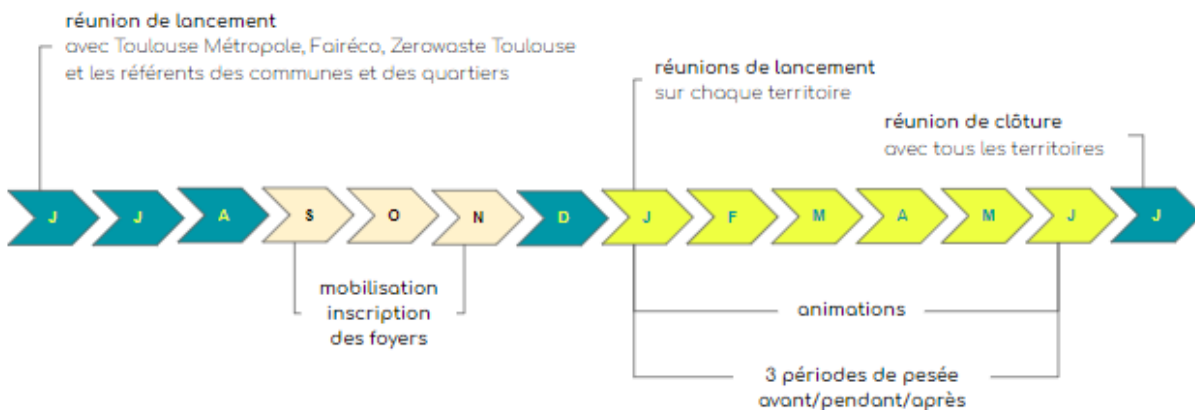 réunion de lancement
avec Toulouse Métropole, Fairéco, Zerowaste Toulouse
et les référents des communes et des quartiers
réunions de lancement
sur chaque territoire
réunion de clôture
avec tous les territoires
J J A S O N D J F M A M J J
mobilisation
inscription
des foyers
animations
3 périodes de pesée
avant/pendant/après